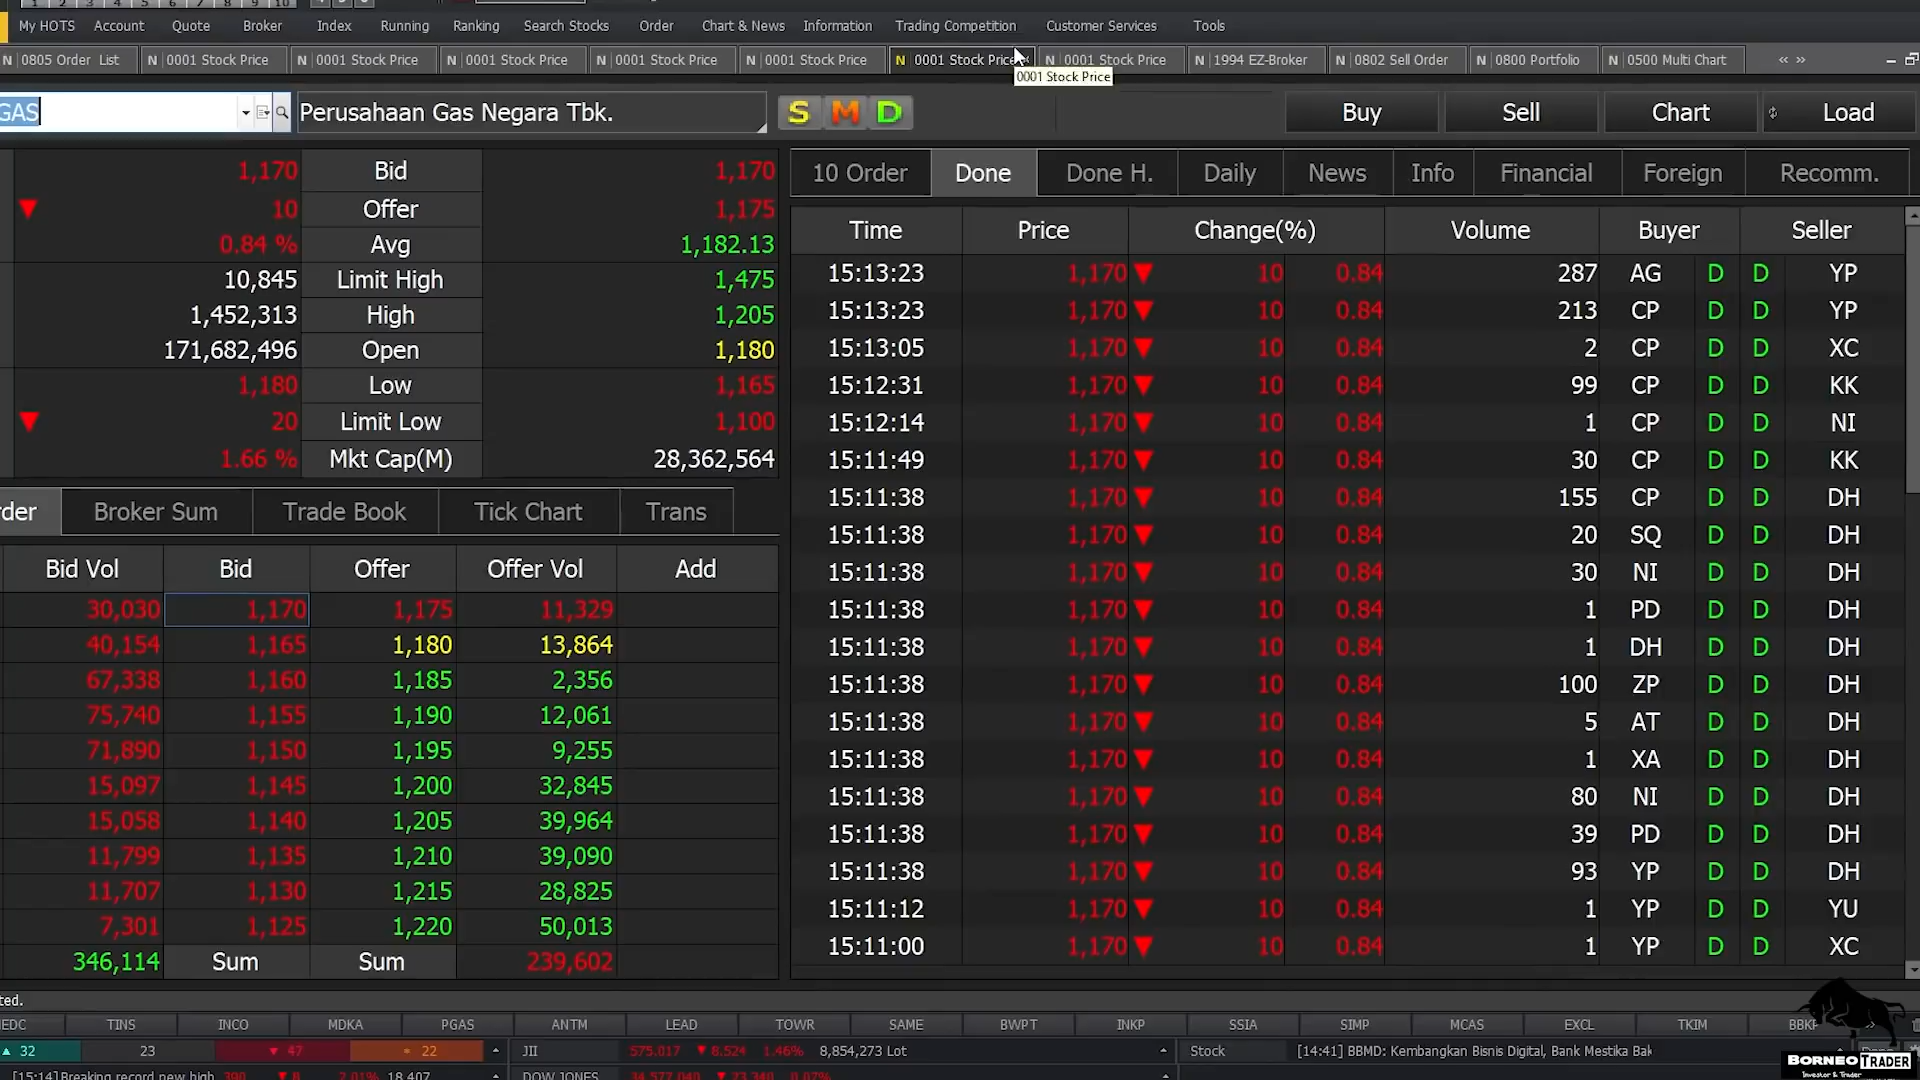 My HOTS Account Quote Broker Index Running Ranking Search Stocks Order Chart & News Information Trading Competition Customer Services Tools
N 0805 Order List N 0001 Stock Price N 0001 Stock Price N 0001 Stock Price N 0001 Stock Price N 0001 Stock Price N 0001 Stock Price N 0001 Stock Price N 1994 EZ-Broker N 0802 Sell Order N 0800 Portfolio N 0500 Multi Chart « »
0001 Stock Price
GAS Perusahaan Gas Negara Tbk. S M D Buy Sell Chart Load
1,170 Bid 1,170
▼ 10 Offer 1,175
0.84 % Avg 1,182.13
10,845 Limit High 1,475
1,452,313 High 1,205
171,682,496 Open 1,180
1,180 Low 1,165
▼ 20 Limit Low 1,100
1.66 % Mkt Cap(M) 28,362,564
der Broker Sum Trade Book Tick Chart Trans
Bid Vol Bid Offer Offer Vol Add
30,030 1,170 1,175 11,329
40,154 1,165 1,180 13,864
67,338 1,160 1,185 2,356
75,740 1,155 1,190 12,061
71,890 1,150 1,195 9,255
15,097 1,145 1,200 32,845
15,058 1,140 1,205 39,964
11,799 1,135 1,210 39,090
11,707 1,130 1,215 28,825
7,301 1,125 1,220 50,013
346,114 Sum Sum 239,602
10 Order Done Done H. Daily News Info Financial Foreign Recomm.
Time Price Change(%) Volume Buyer Seller
15:13:23 1,170 ▼ 10 0.84 287 AG D D YP
15:13:23 1,170 ▼ 10 0.84 213 CP D D YP
15:13:05 1,170 ▼ 10 0.84 2 CP D D XC
15:12:31 1,170 ▼ 10 0.84 99 CP D D KK
15:12:14 1,170 ▼ 10 0.84 1 CP D D NI
15:11:49 1,170 ▼ 10 0.84 30 CP D D KK
15:11:38 1,170 ▼ 10 0.84 155 CP D D DH
15:11:38 1,170 ▼ 10 0.84 20 SQ D D DH
15:11:38 1,170 ▼ 10 0.84 30 NI D D DH
15:11:38 1,170 ▼ 10 0.84 1 PD D D DH
15:11:38 1,170 ▼ 10 0.84 1 DH D D DH
15:11:38 1,170 ▼ 10 0.84 100 ZP D D DH
15:11:38 1,170 ▼ 10 0.84 5 AT D D DH
15:11:38 1,170 ▼ 10 0.84 1 XA D D DH
15:11:38 1,170 ▼ 10 0.84 80 NI D D DH
15:11:38 1,170 ▼ 10 0.84 39 PD D D DH
15:11:38 1,170 ▼ 10 0.84 93 YP D D DH
15:11:12 1,170 ▼ 10 0.84 1 YP D D YU
15:11:00 1,170 ▼ 10 0.84 1 YP D D XC
ted.
EDC TINS INCO MDKA PGAS ANTM LEAD TOWR SAME BWPT INKP SSIA SIMP MCAS EXCL TKIM BBKP
▲ 32 23 ▼ 47 22 JII 575.017 ▼ 8.524 1.46% 8,854,273 Lot Stock [14:41] BBMD: Kembangkan Bisnis Digital, Bank Mestika Bak
[15:14]Breaking record new high 390 ▼ 8 2.01% 18,407 DOW JONES 34,577.040 ▼ 23.340 0.07%
BORNEO TRADER
Investor & Trader